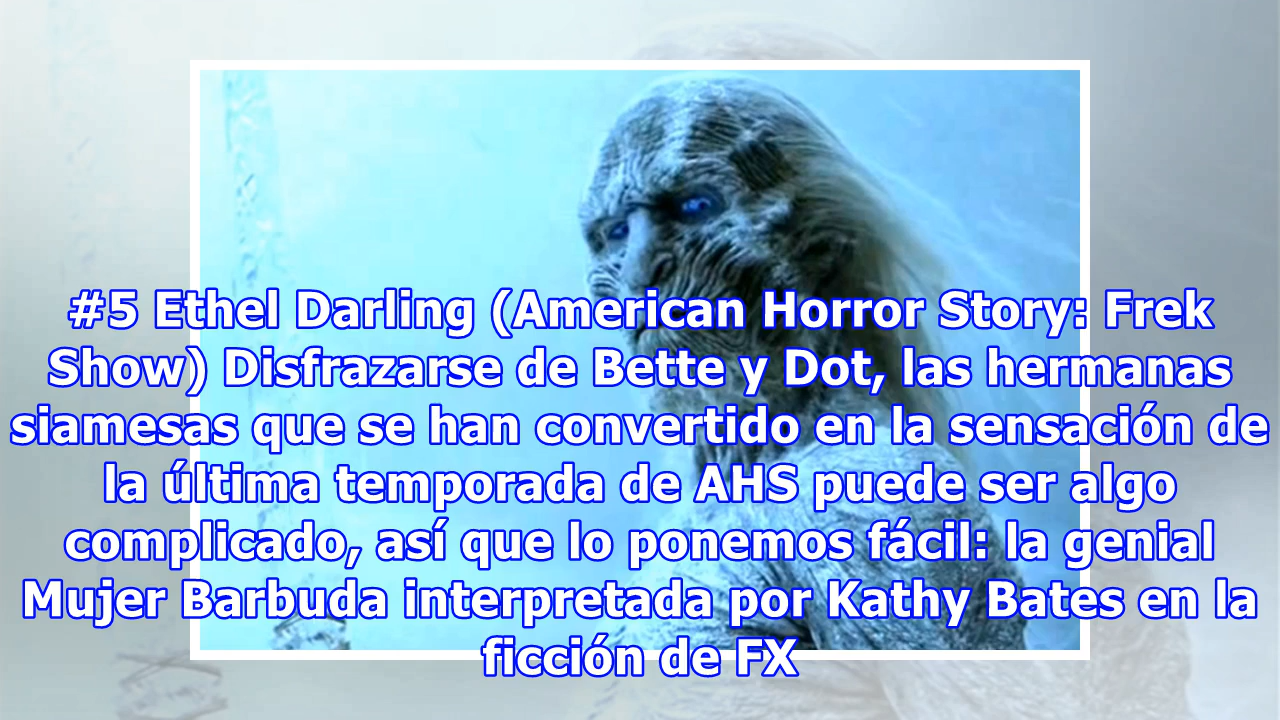 #5 Ethel Darling (American Horror Story: Frek
Show) Disfrazarse de Bette y Dot, las hermanas
siamesas que se han convertido en la sensación de
la última temporada de AHS puede ser algo
complicado, así que lo ponemos fácil: la genial
Mujer Barbuda interpretada por Kathy Bates en la
ficción de FX